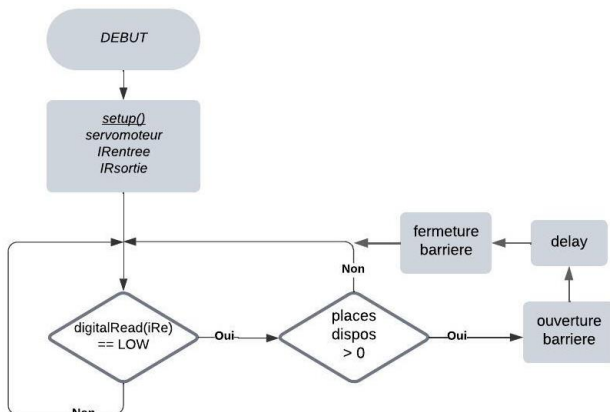 DEBUT
setup()
servomoteur
IRentree
IRsortie
fermeture
barriere
delay
Non
digitalRead(iRe)
== LOW
Oui
places
dispos
> 0
Oui
ouverture
barriere
Non